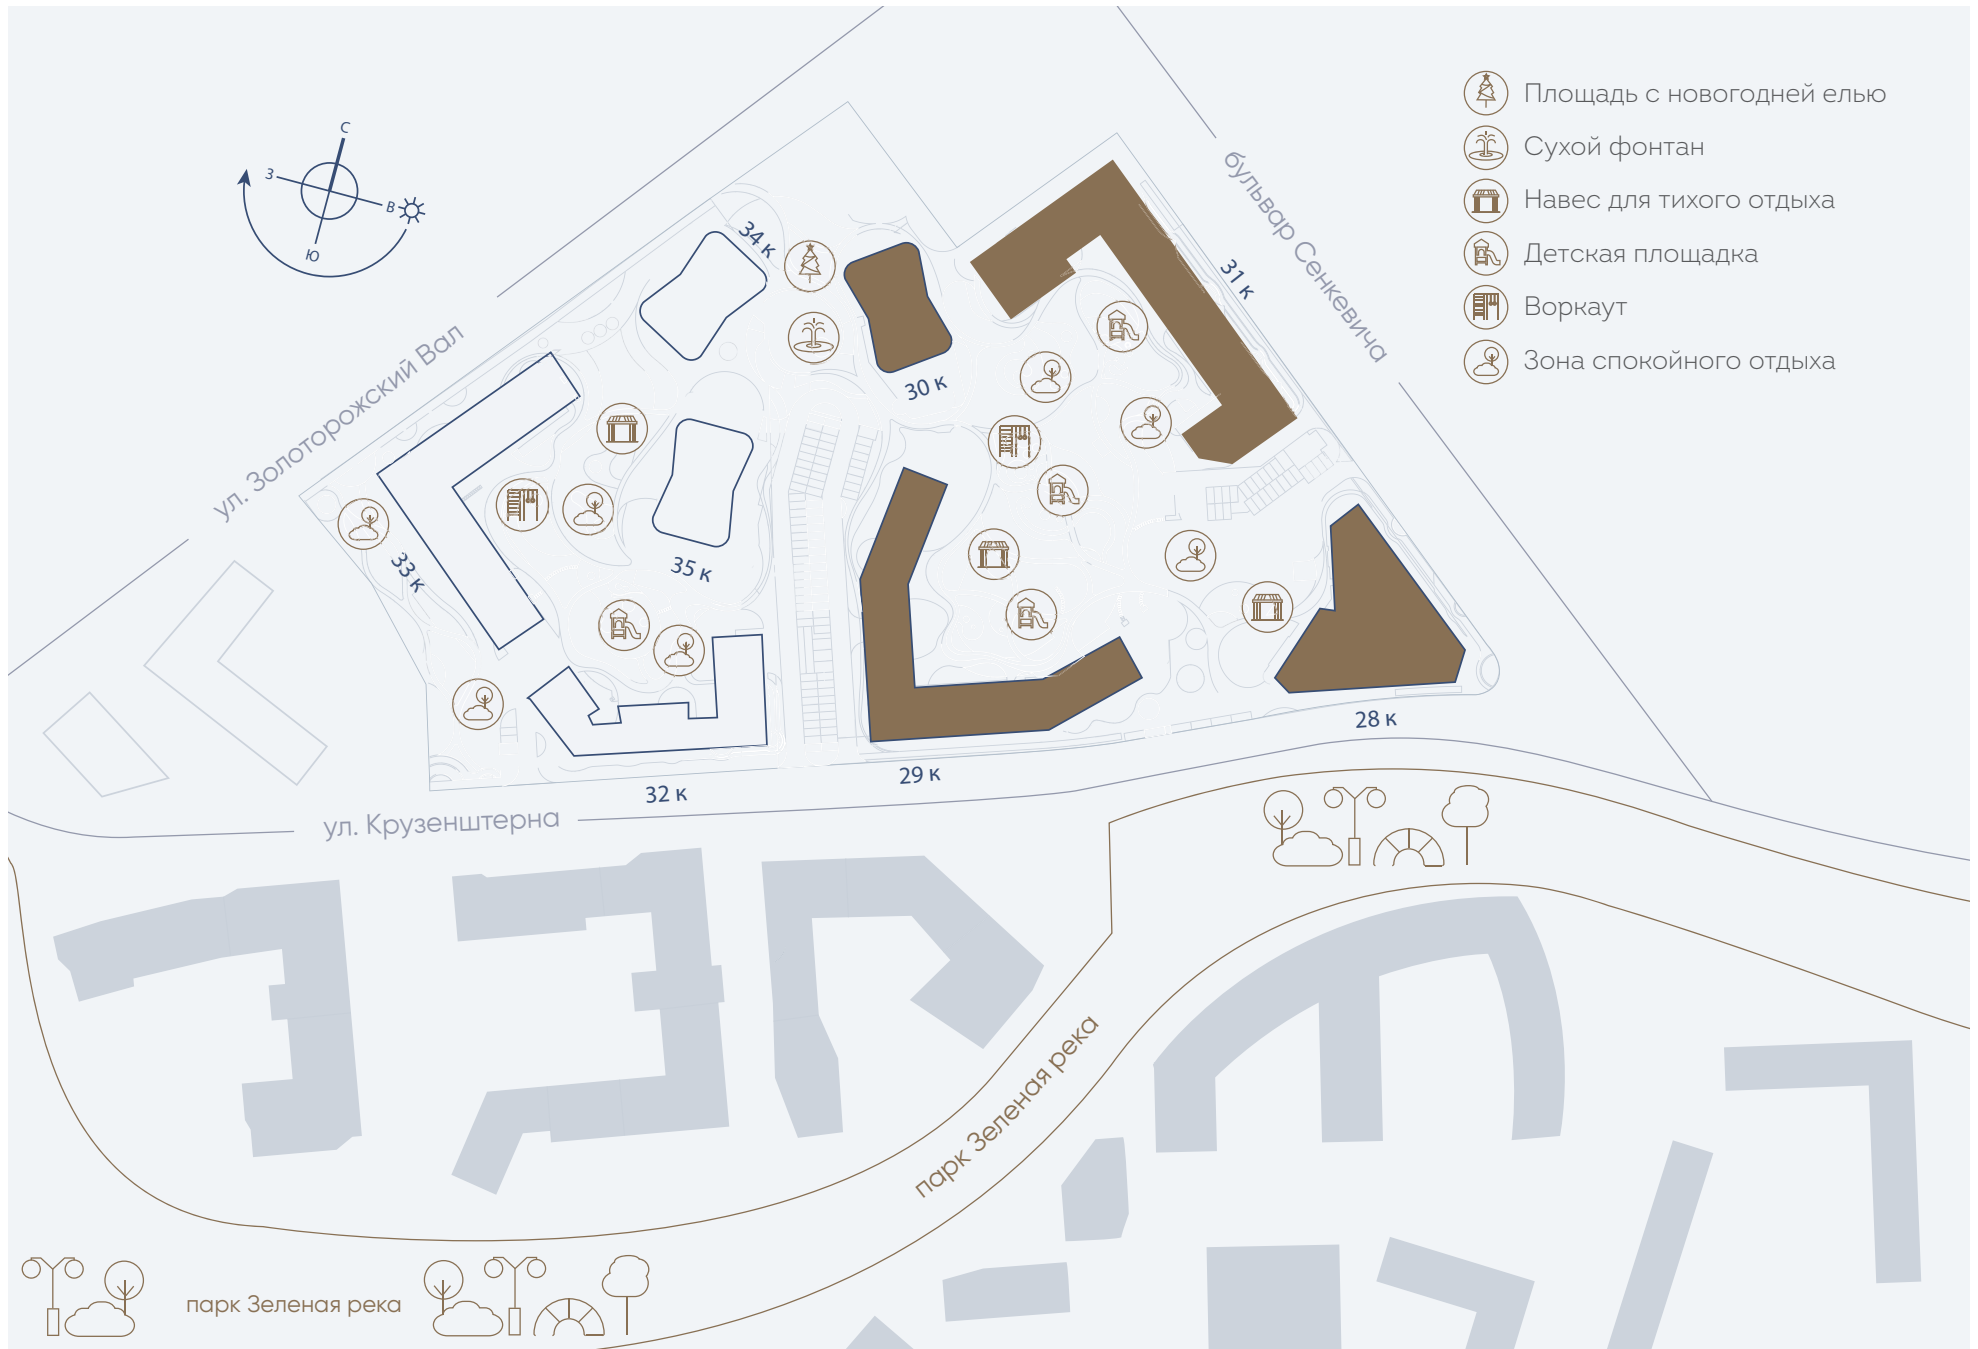 Площадь с новогодней елью
Сухой фонтан
Навес для тихого отдыха
Детская площадка
Воркаут
Зона спокойного отдыха
С
З
В
Ю
бульвар Сенкевича
ул. Золоторожский Вал
34 к
31 к
30 к
33 к
35 к
28 к
29 к
32 к
ул. Крузенштерна
парк Зеленая река
парк Зеленая река